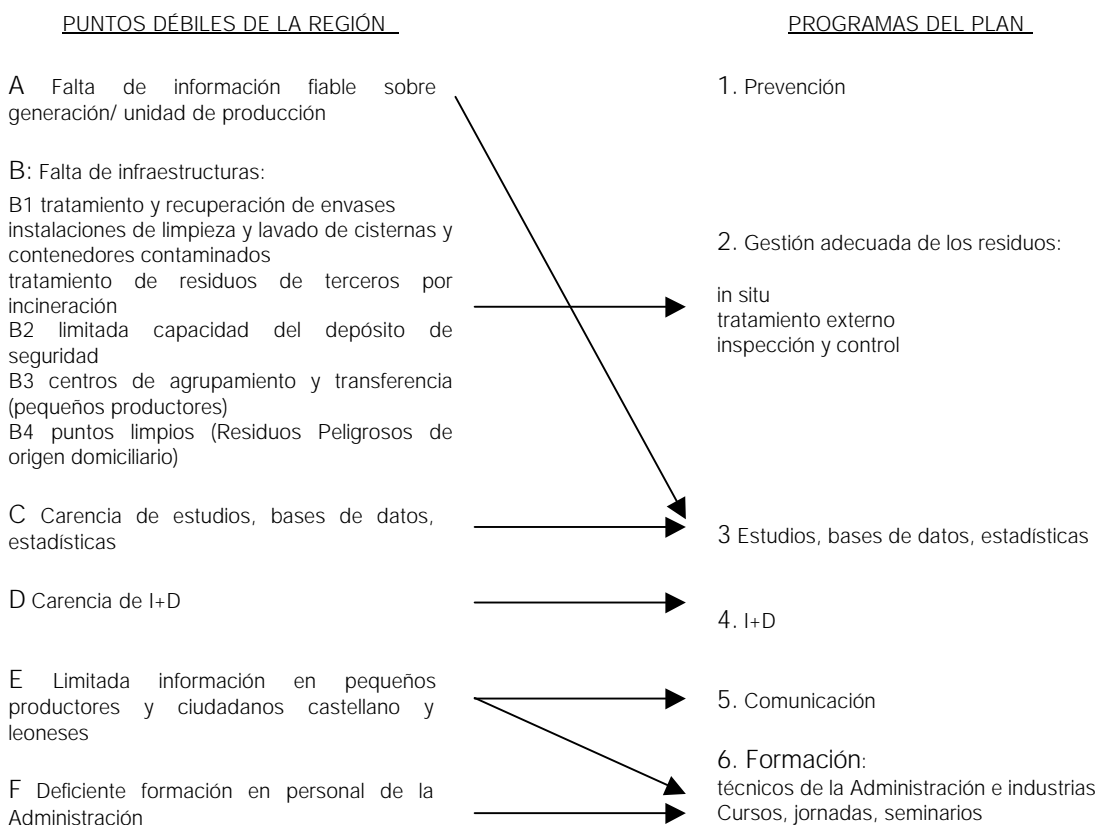 PUNTOS DÉBILES DE LA REGIÓN
A Falta de información fiable sobre
generación/ unidad de producción
B: Falta de infraestructuras:
B1 tratamiento y recuperación de envases
instalaciones de limpieza y lavado de cisternas y
contenedores contaminados
tratamiento de residuos de terceros por
incineración
B2 limitada capacidad del depósito de
seguridad
B3 centros de agrupamiento y transferencia
(pequeños productores)
B4 puntos limpios (Residuos Peligrosos de
origen domiciliario)
C Carencia de estudios, bases de datos,
estadísticas
D Carencia de I+D
E Limitada información en pequeños
productores y ciudadanos castellano y
leoneses
F Deficiente formación en personal de la
Administración
PROGRAMAS DEL PLAN
1. Prevención
2. Gestión adecuada de los residuos:
in situ
tratamiento externo
inspección y control
3 Estudios, bases de datos, estadísticas
4. I+D
5. Comunicación
6. Formación:
técnicos de la Administración e industrias
Cursos, jornadas, seminarios